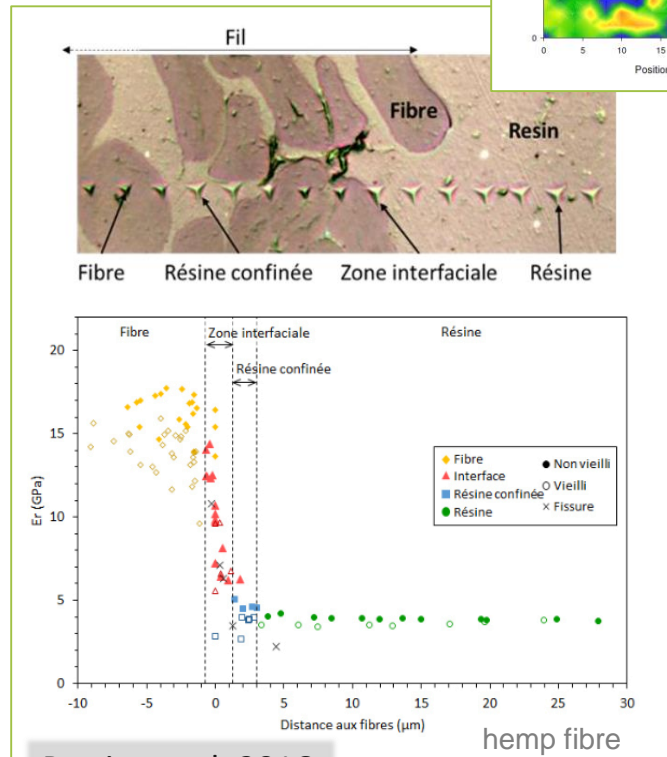 0
0 5 10 15
Position
Fil
Fibre
Resin
Fibre Résine confinée Zone interfaciale Résine
Fibre Zone interfaciale Résine
Résine confinée
20
15
10
5
0
Er (GPa)
Fibre
Interface
Résine confinée
Résine
Non vieilli
Vieilli
Fissure
-10 -5 0 5 10 15 20 25 30
Distance aux fibres (µm)
hemp fibre